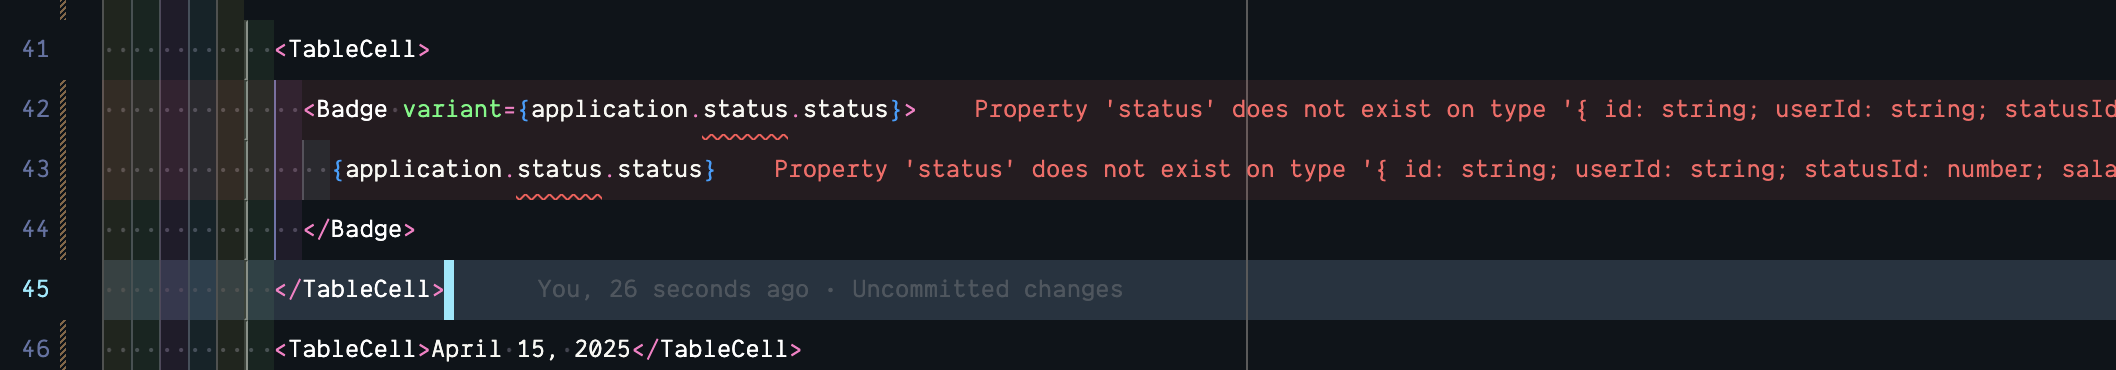 41 <TableCell>
42 <Badge variant={application.status.status}> Property 'status' does not exist on type '{ id: string; userId: string; statusId
43 {application.status.status} Property 'status' does not exist on type '{ id: string; userId: string; statusId: number; sala
44 </Badge>
45 </TableCell> You, 26 seconds ago · Uncommitted changes
46 <TableCell>April 15, 2025</TableCell>